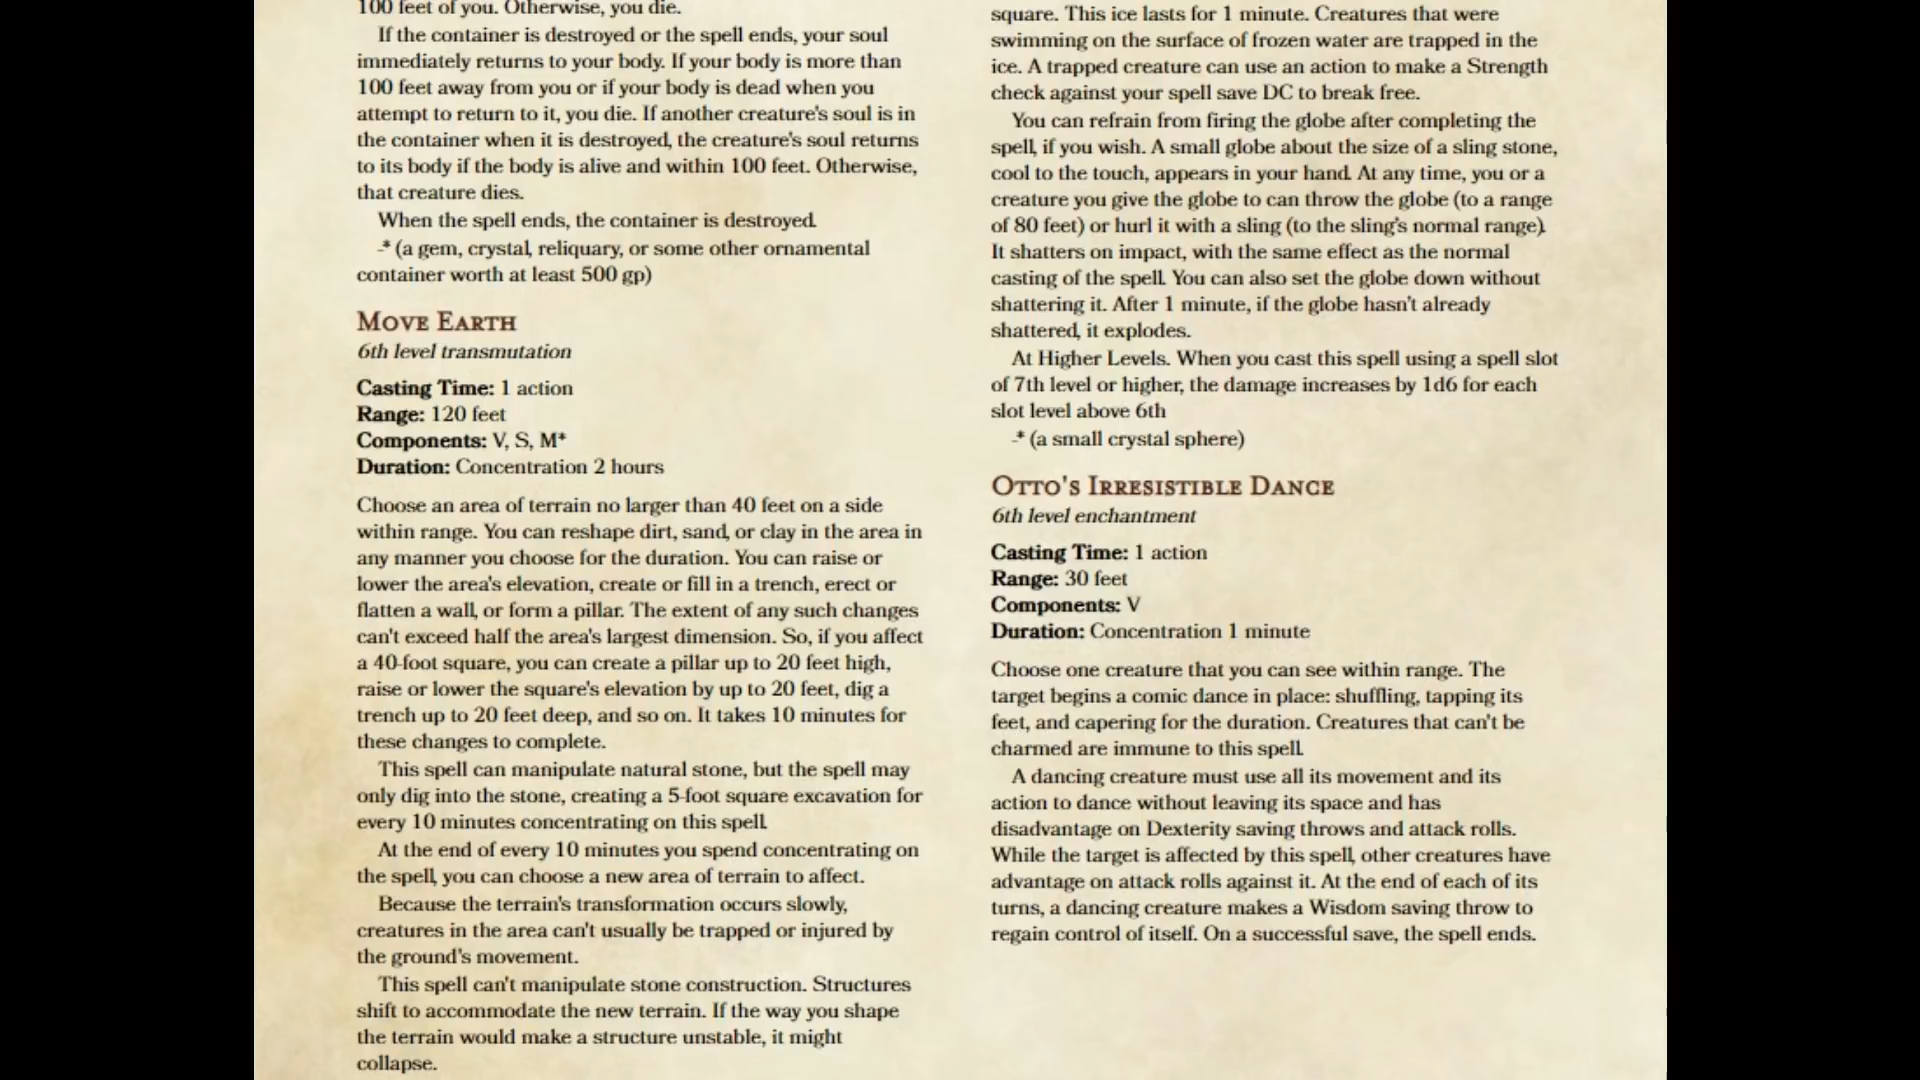 100 feet of you. Otherwise, you die.
If the container is destroyed or the spell ends, your soul
immediately returns to your body. If your body is more than
100 feet away from you or if your body is dead when you
attempt to return to it, you die. If another creature's soul is in
the container when it is destroyed, the creature's soul returns
to its body if the body is alive and within 100 feet. Otherwise,
that creature dies.
When the spell ends, the container is destroyed.
-* (a gem, crystal, reliquary, or some other ornamental
container worth at least 500 gp)
Move Earth
6th level transmutation
Casting Time: 1 action
Range: 120 feet
Components: V, S, M*
Duration: Concentration 2 hours
Choose an area of terrain no larger than 40 feet on a side
within range. You can reshape dirt, sand, or clay in the area in
any manner you choose for the duration. You can raise or
lower the area's elevation, create or fill in a trench, erect or
flatten a wall, or form a pillar. The extent of any such changes
can't exceed half the area's largest dimension. So, if you affect
a 40-foot square, you can create a pillar up to 20 feet high,
raise or lower the square's elevation by up to 20 feet, dig a
trench up to 20 feet deep, and so on. It takes 10 minutes for
these changes to complete.
This spell can manipulate natural stone, but the spell may
only dig into the stone, creating a 5-foot square excavation for
every 10 minutes concentrating on this spell.
At the end of every 10 minutes you spend concentrating on
the spell, you can choose a new area of terrain to affect.
Because the terrain's transformation occurs slowly,
creatures in the area can't usually be trapped or injured by
the ground's movement.
This spell can't manipulate stone construction. Structures
shift to accommodate the new terrain. If the way you shape
the terrain would make a structure unstable, it might
collapse.
square. This ice lasts for 1 minute. Creatures that were
swimming on the surface of frozen water are trapped in the
ice. A trapped creature can use an action to make a Strength
check against your spell save DC to break free.
You can refrain from firing the globe after completing the
spell, if you wish. A small globe about the size of a sling stone,
cool to the touch, appears in your hand. At any time, you or a
creature you give the globe to can throw the globe (to a range
of 80 feet) or hurl it with a sling (to the sling's normal range).
It shatters on impact, with the same effect as the normal
casting of the spell. You can also set the globe down without
shattering it. After 1 minute, if the globe hasn't already
shattered, it explodes.
At Higher Levels. When you cast this spell using a spell slot
of 7th level or higher, the damage increases by 1d6 for each
slot level above 6th
-* (a small crystal sphere)
Otto's Irresistible Dance
6th level enchantment
Casting Time: 1 action
Range: 30 feet
Components: V
Duration: Concentration 1 minute
Choose one creature that you can see within range. The
target begins a comic dance in place: shuffling, tapping its
feet, and capering for the duration. Creatures that can't be
charmed are immune to this spell.
A dancing creature must use all its movement and its
action to dance without leaving its space and has
disadvantage on Dexterity saving throws and attack rolls.
While the target is affected by this spell, other creatures have
advantage on attack rolls against it. At the end of each of its
turns, a dancing creature makes a Wisdom saving throw to
regain control of itself. On a successful save, the spell ends.